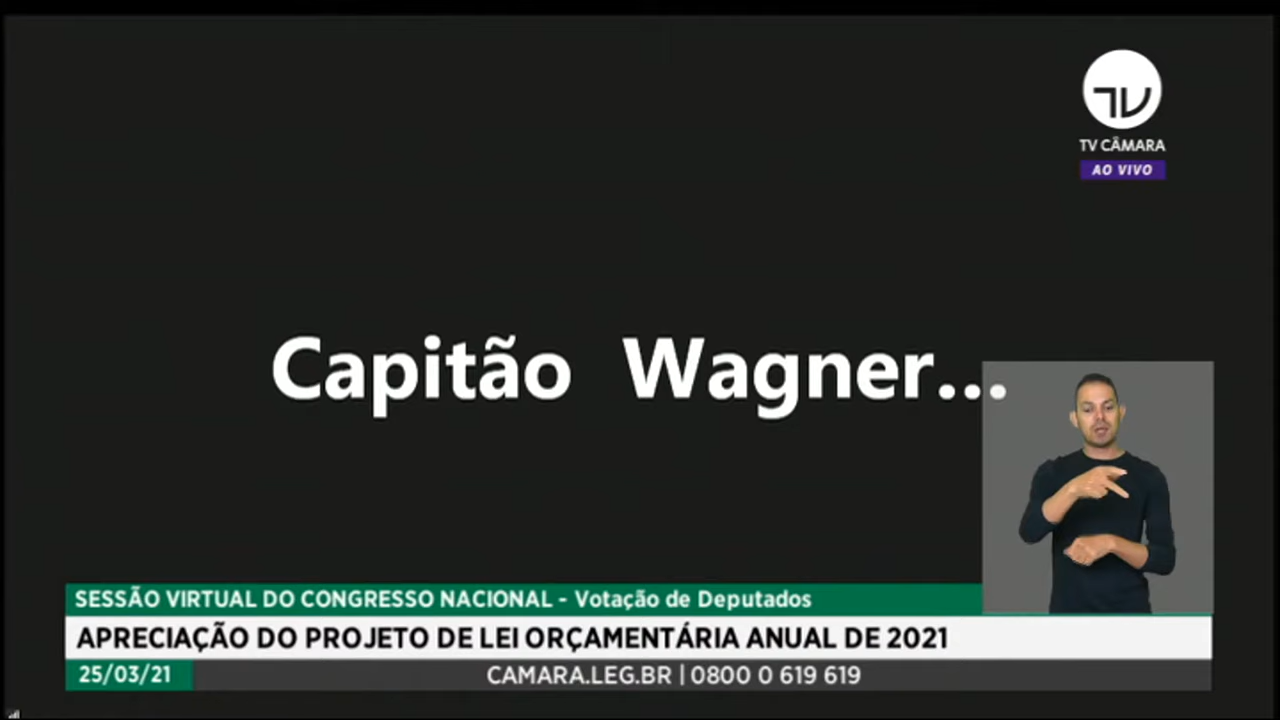 TV CÂMARA
AO VIVO
Capitão Wagner...
SESSÃO VIRTUAL DO CONGRESSO NACIONAL - Votação de Deputados
APRECIAÇÃO DO PROJETO DE LEI ORÇAMENTÁRIA ANUAL DE 2021
25/03/21
CAMARA.LEG.BR | 0800 0 619 619